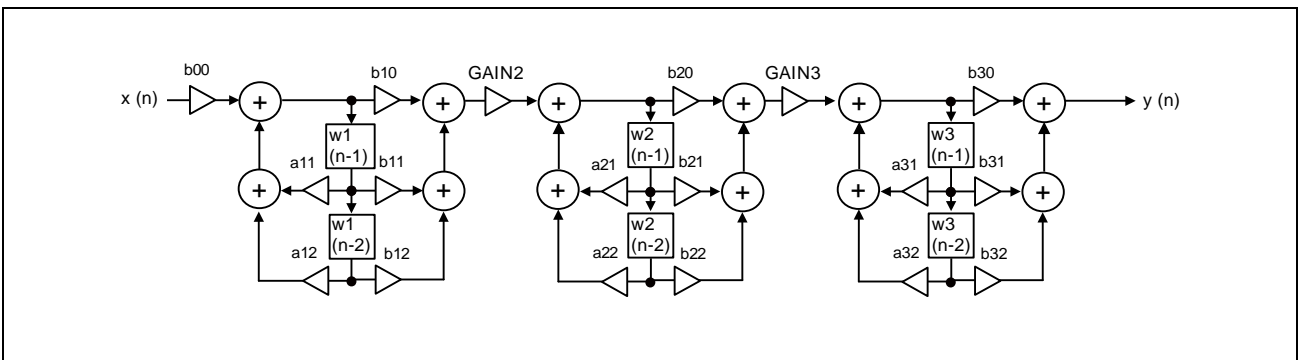 b00
b10
GAIN2
b20
GAIN3
b30
x (n)
y (n)
w1
(n-1)
w2
(n-1)
w3
(n-1)
a11
b11
a21
b21
a31
b31
w1
(n-2)
w2
(n-2)
w3
(n-2)
a12
b12
a22
b22
a32
b32
+
+
+
+
+
+
+
+
+
+
+
+